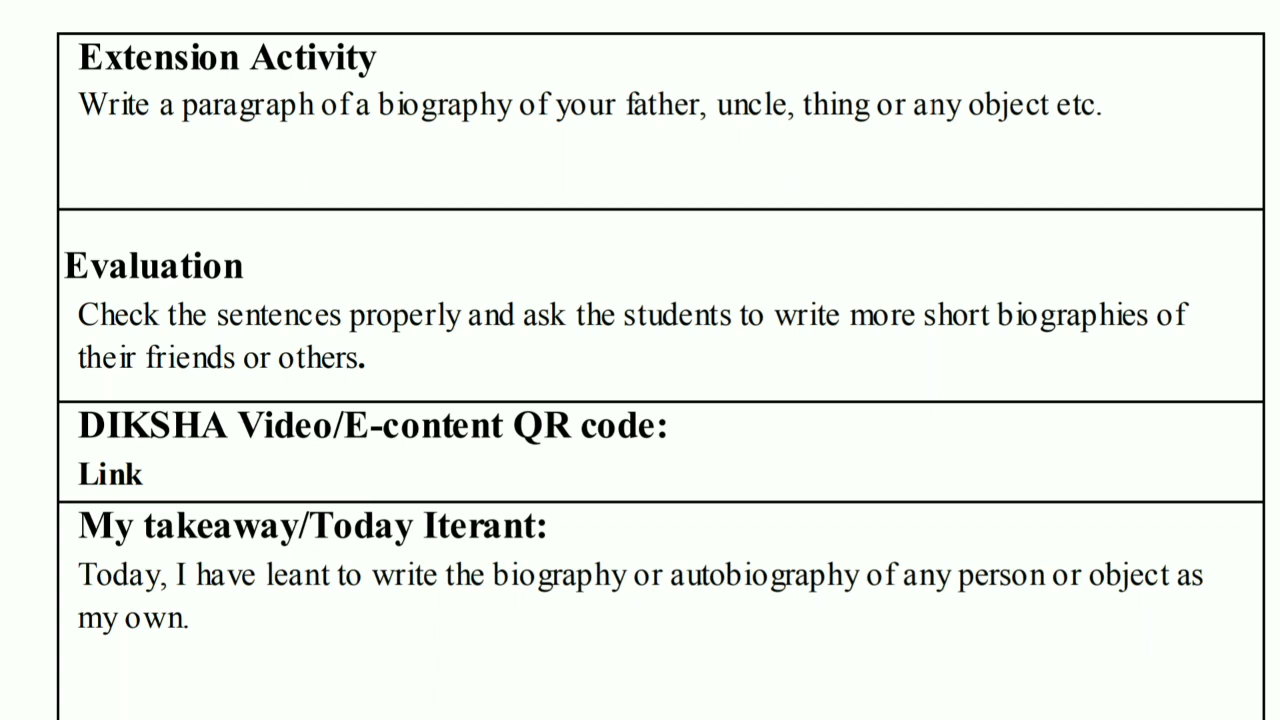 Extension Activity
Write a paragraph of a biography of your father, uncle, thing or any object etc.
Evaluation
Check the sentences properly and ask the students to write more short biographies of
their friends or others.
DIKSHA Video/E-content QR code:
Link
My takeaway/Today Iterant:
Today, I have leant to write the biography or autobiography of any person or object as
my own.